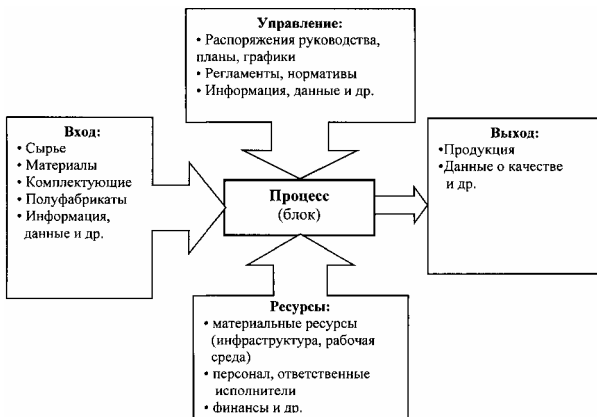 Управление:
• Распоряжения руководства,
планы, графики
• Регламенты, нормативы
• Информация, данные и др.
Вход:
• Сырье
• Материалы
• Комплектующие
• Полуфабрикаты
• Информация,
данные и др.
Процесс
(блок)
Выход:
•Продукция
•Данные о качестве
и др.
Ресурсы:
• материальные ресурсы
(инфраструктура, рабочая
среда)
• персонал, ответственные
исполнители
• финансы и др.